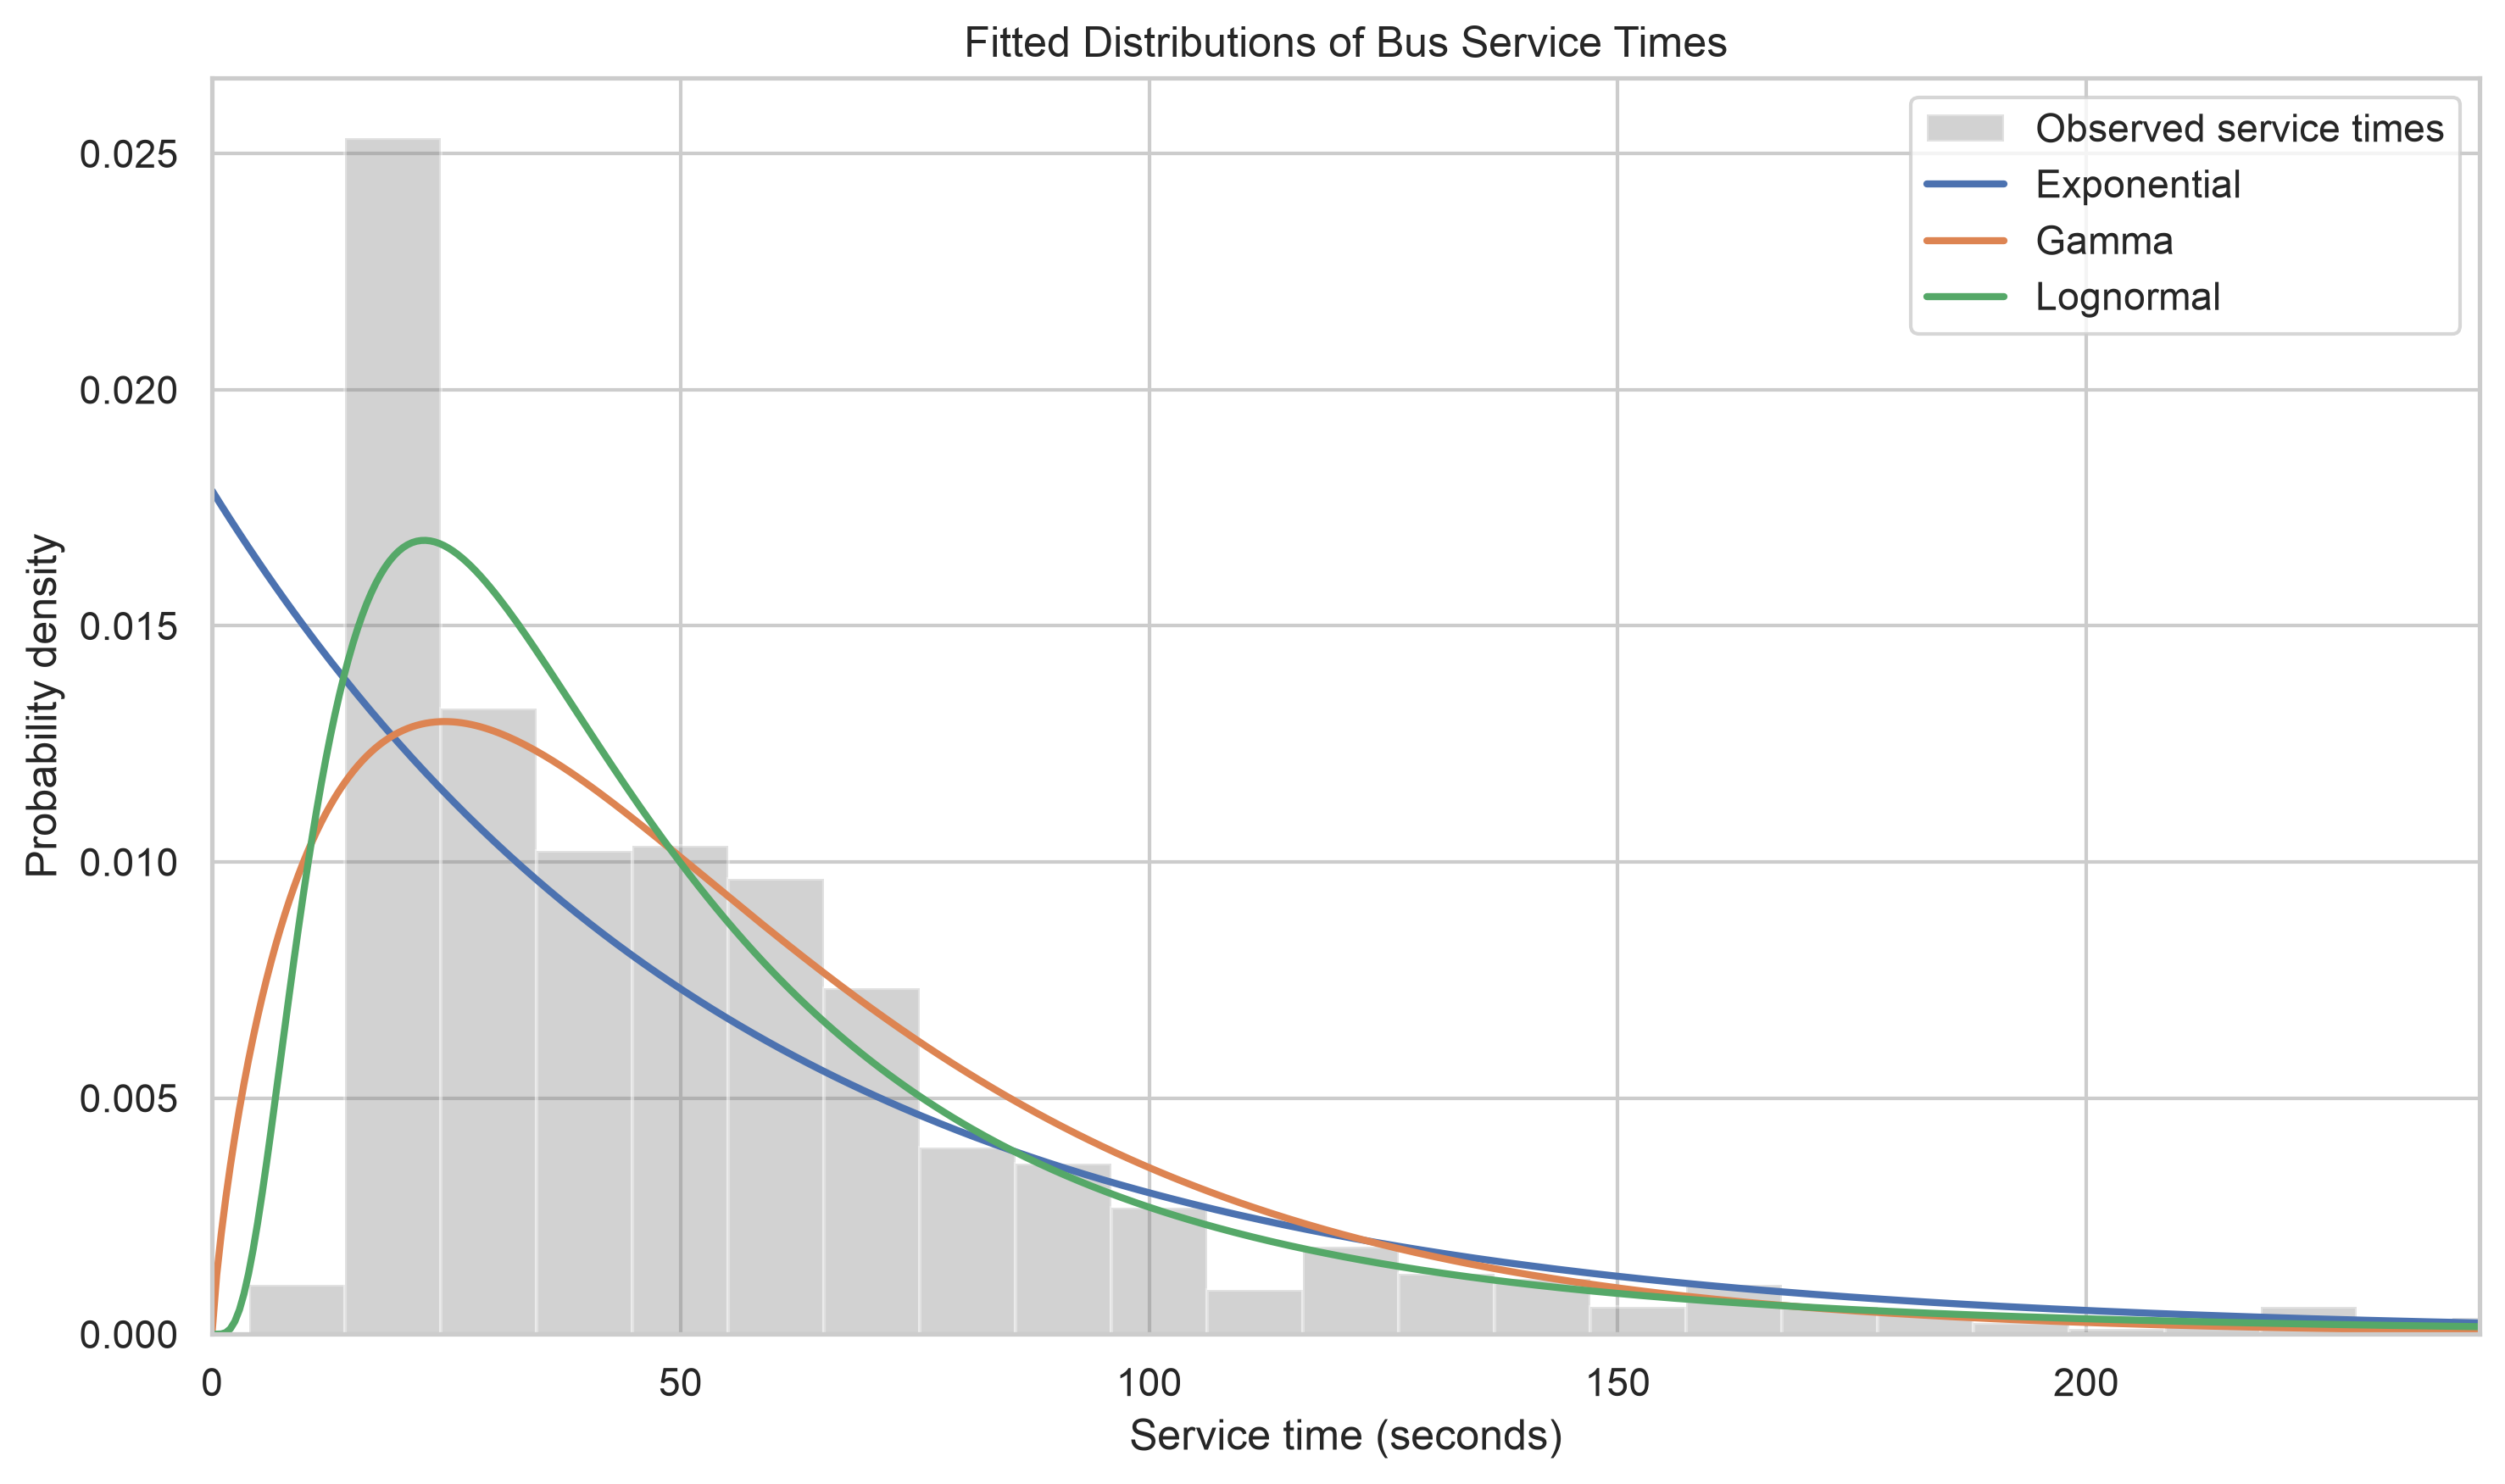 Fitted Distributions of Bus Service Times
Observed service times
Exponential
Gamma
Lognormal
Probability density
0.025
0.020
0.015
0.010
0.005
0.000
0 50 100 150 200
Service time (seconds)